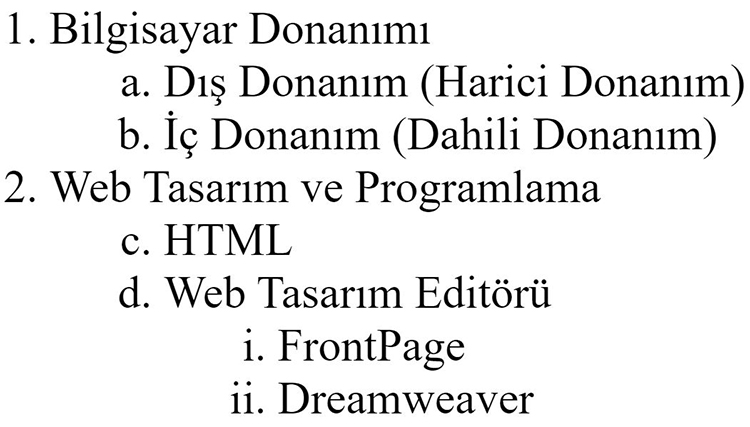 1. Bilgisayar Donanımı
a. Dış Donanım (Harici Donanım)
b. İç Donanım (Dahili Donanım)
2. Web Tasarım ve Programlama
c. HTML
d. Web Tasarım Editörü
i. FrontPage
ii. Dreamweaver